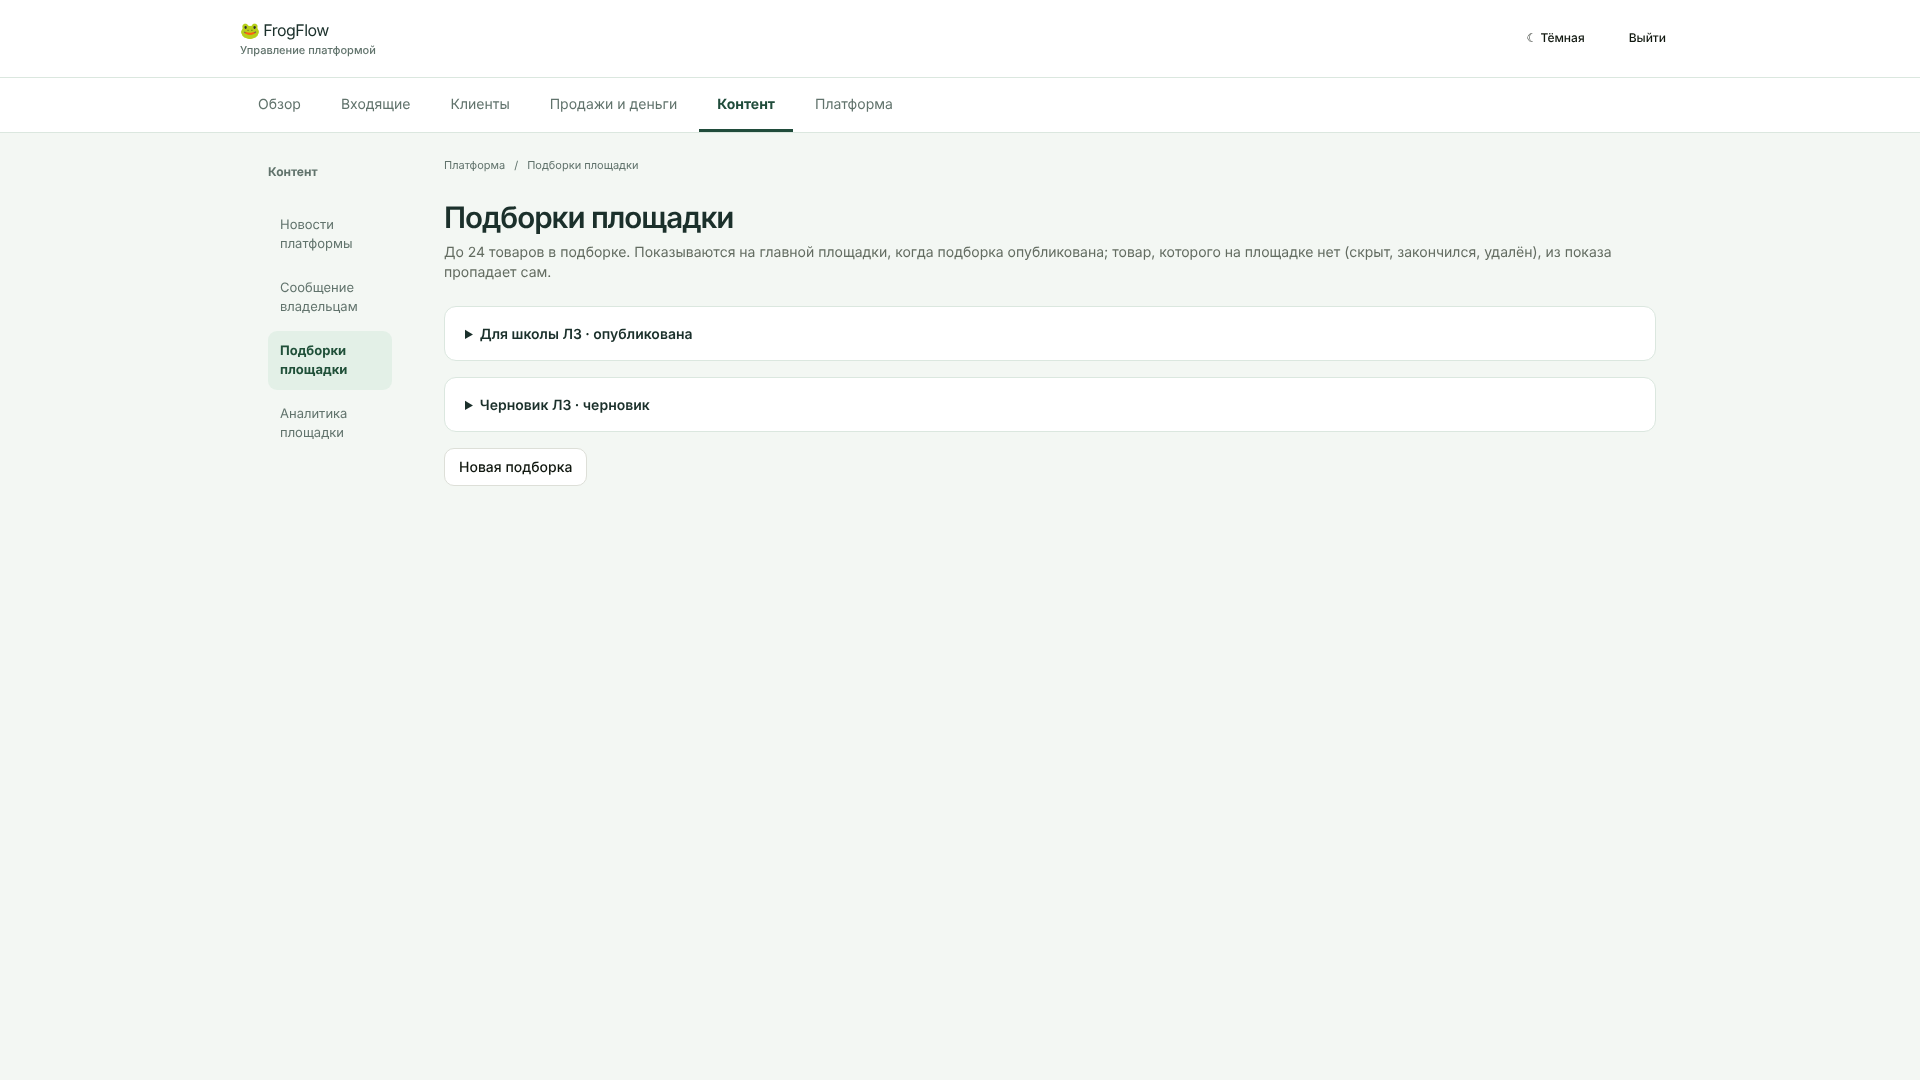 🐸 FrogFlow
Управление платформой
☾ Тёмная
Выйти
Обзор
Входящие
Клиенты
Продажи и деньги
Контент
Платформа
Контент
Новости
платформы
Сообщение
владельцам
Подборки
площадки
Аналитика
площадки
Платформа / Подборки площадки
Подборки площадки
До 24 товаров в подборке. Показываются на главной площадки, когда подборка опубликована; товар, которого на площадке нет (скрыт, закончился, удалён), из показа
пропадает сам.
▶ Для школы ЛЗ · опубликована
▶ Черновик ЛЗ · черновик
Новая подборка